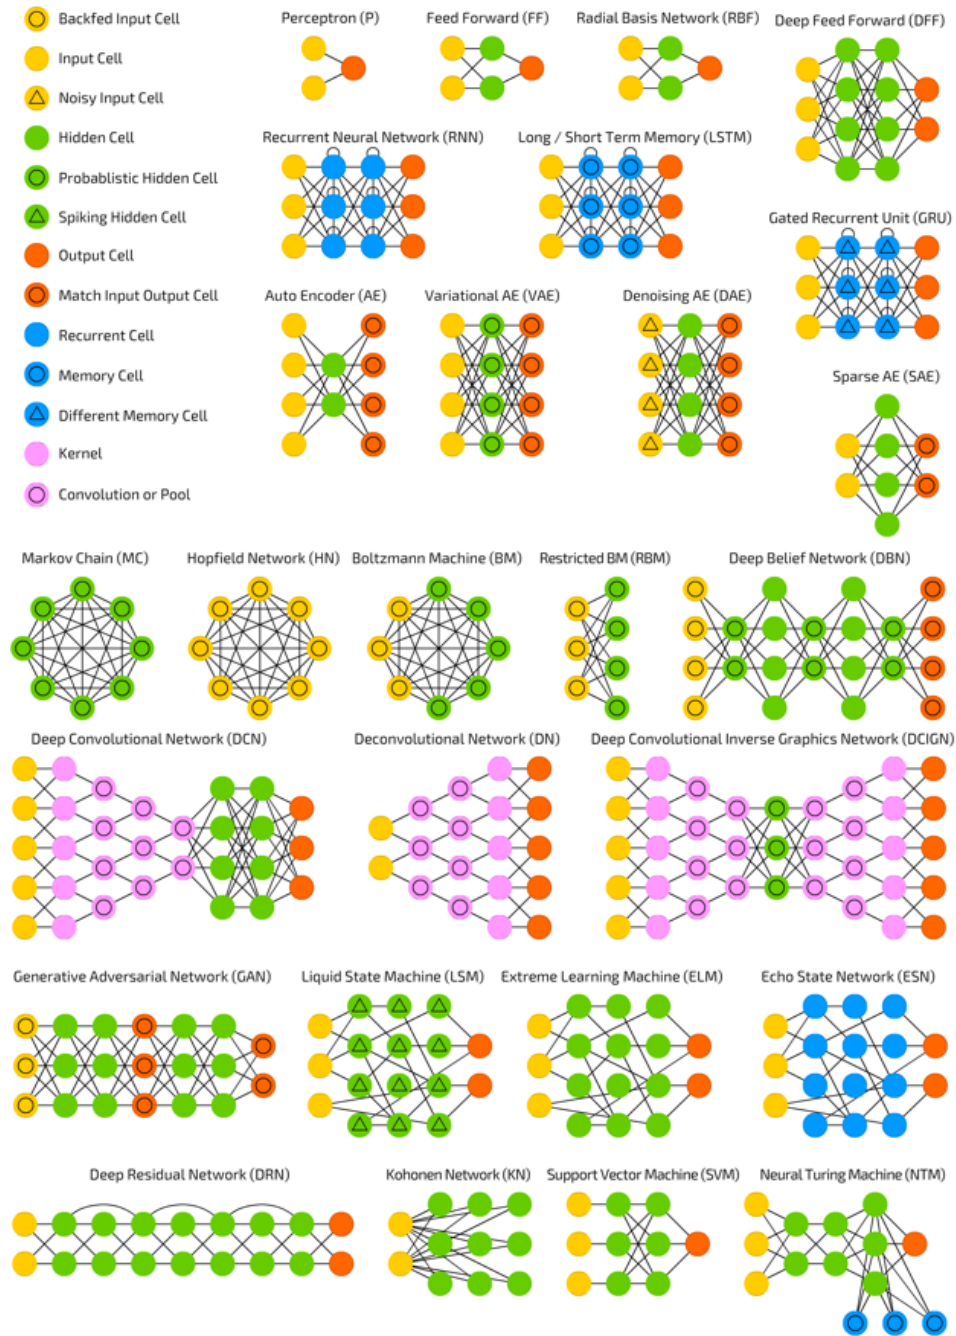 Backfed Input Cell
Input Cell
Noisy Input Cell
Hidden Cell
Probablistic Hidden Cell
Spiking Hidden Cell
Output Cell
Match Input Output Cell
Recurrent Cell
Memory Cell
Different Memory Cell
Kernel
Convolution or Pool
Perceptron (P)
Feed Forward (FF)
Radial Basis Network (RBF)
Deep Feed Forward (DFF)
Recurrent Neural Network (RNN)
Long / Short Term Memory (LSTM)
Gated Recurrent Unit (GRU)
Auto Encoder (AE)
Variational AE (VAE)
Denoising AE (DAE)
Sparse AE (SAE)
Markov Chain (MC)
Hopfield Network (HN)
Boltzmann Machine (BM)
Restricted BM (RBM)
Deep Belief Network (DBN)
Deep Convolutional Network (DCN)
Deconvolutional Network (DN)
Deep Convolutional Inverse Graphics Network (DCIGN)
Generative Adversarial Network (GAN)
Liquid State Machine (LSM)
Extreme Learning Machine (ELM)
Echo State Network (ESN)
Deep Residual Network (DRN)
Kohonen Network (KN)
Support Vector Machine (SVM)
Neural Turing Machine (NTM)